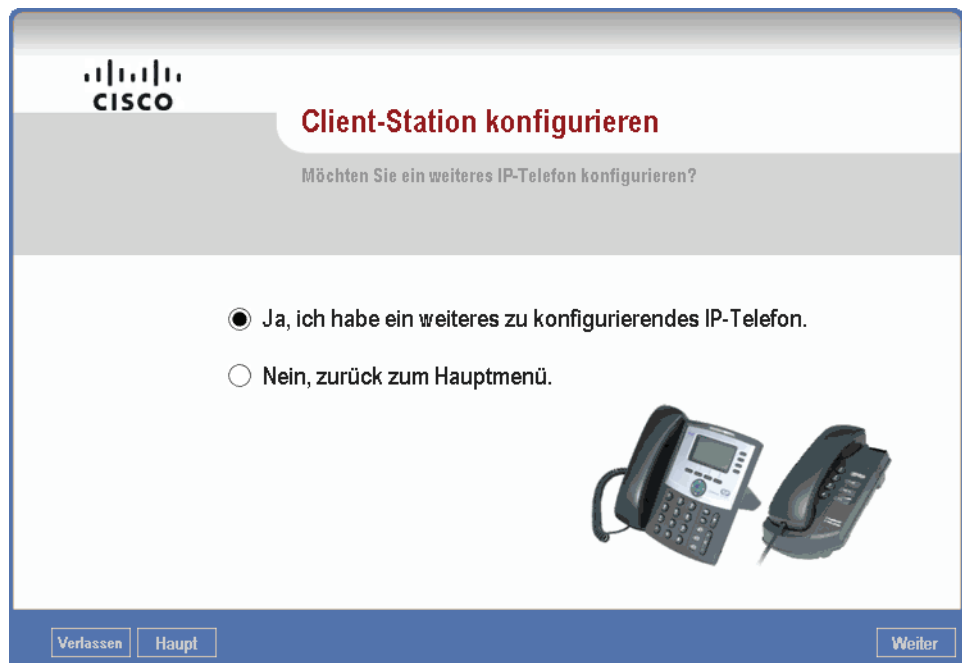 CISCO
Client-Station konfigurieren
Möchten Sie ein weiteres IP-Telefon konfigurieren?
Ja, ich habe ein weiteres zu konfigurierendes IP-Telefon.
Nein, zurück zum Hauptmenü.
Verlassen
Haupt
Weiter